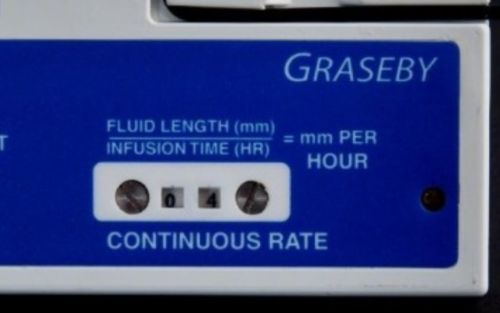 GRASEBY
T
FLUID LENGTH (mm)
INFUSION TIME (HR)
= mm PER
HOUR
0 4
CONTINUOUS RATE